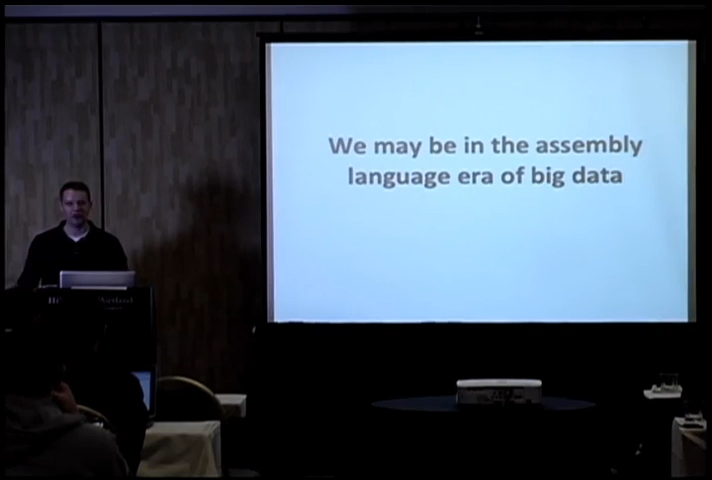 We may be in the assembly
language era of big data